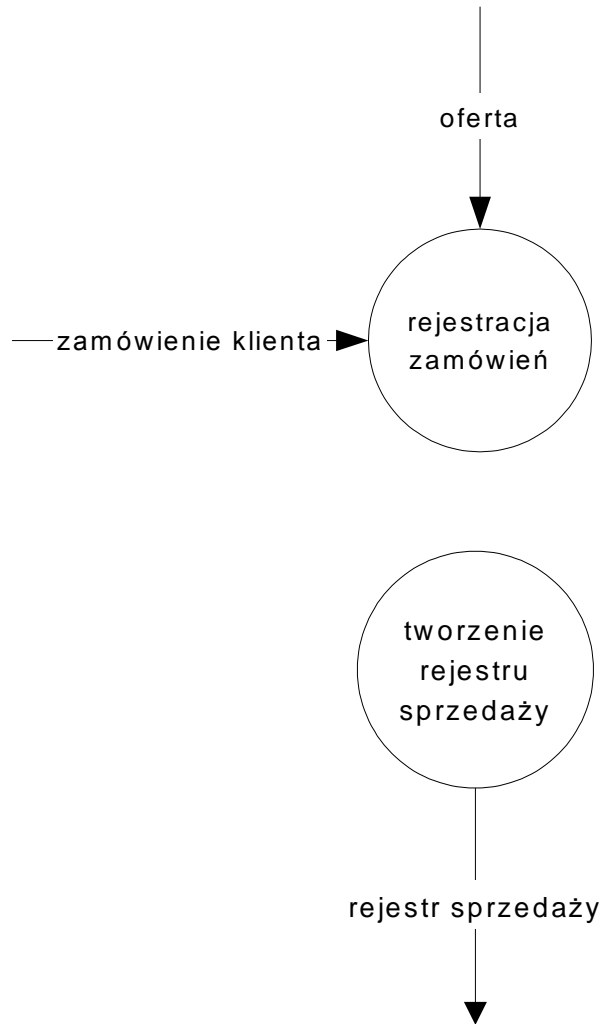 oferta
zamówienie klienta
rejestracja
zamówień
tworzenie
rejestru
sprzedaży
rejestr sprzedaży